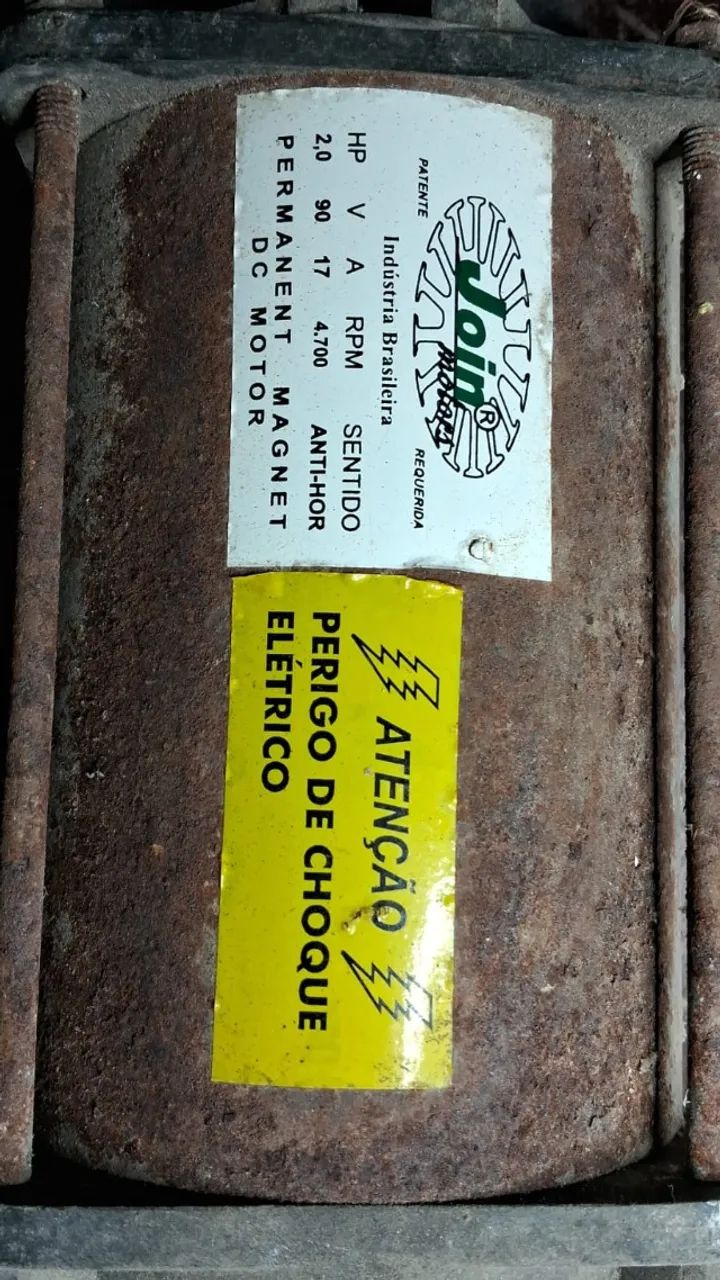 Join®
motors
PATENTE REQUERIDA
Indústria Brasileira
HP V A RPM SENTIDO
2,0 90 17 4.700 ANTI-HOR
PERMANENT MAGNET
DC MOTOR
ATENÇÃO
PERIGO DE CHOQUE
ELÉTRICO